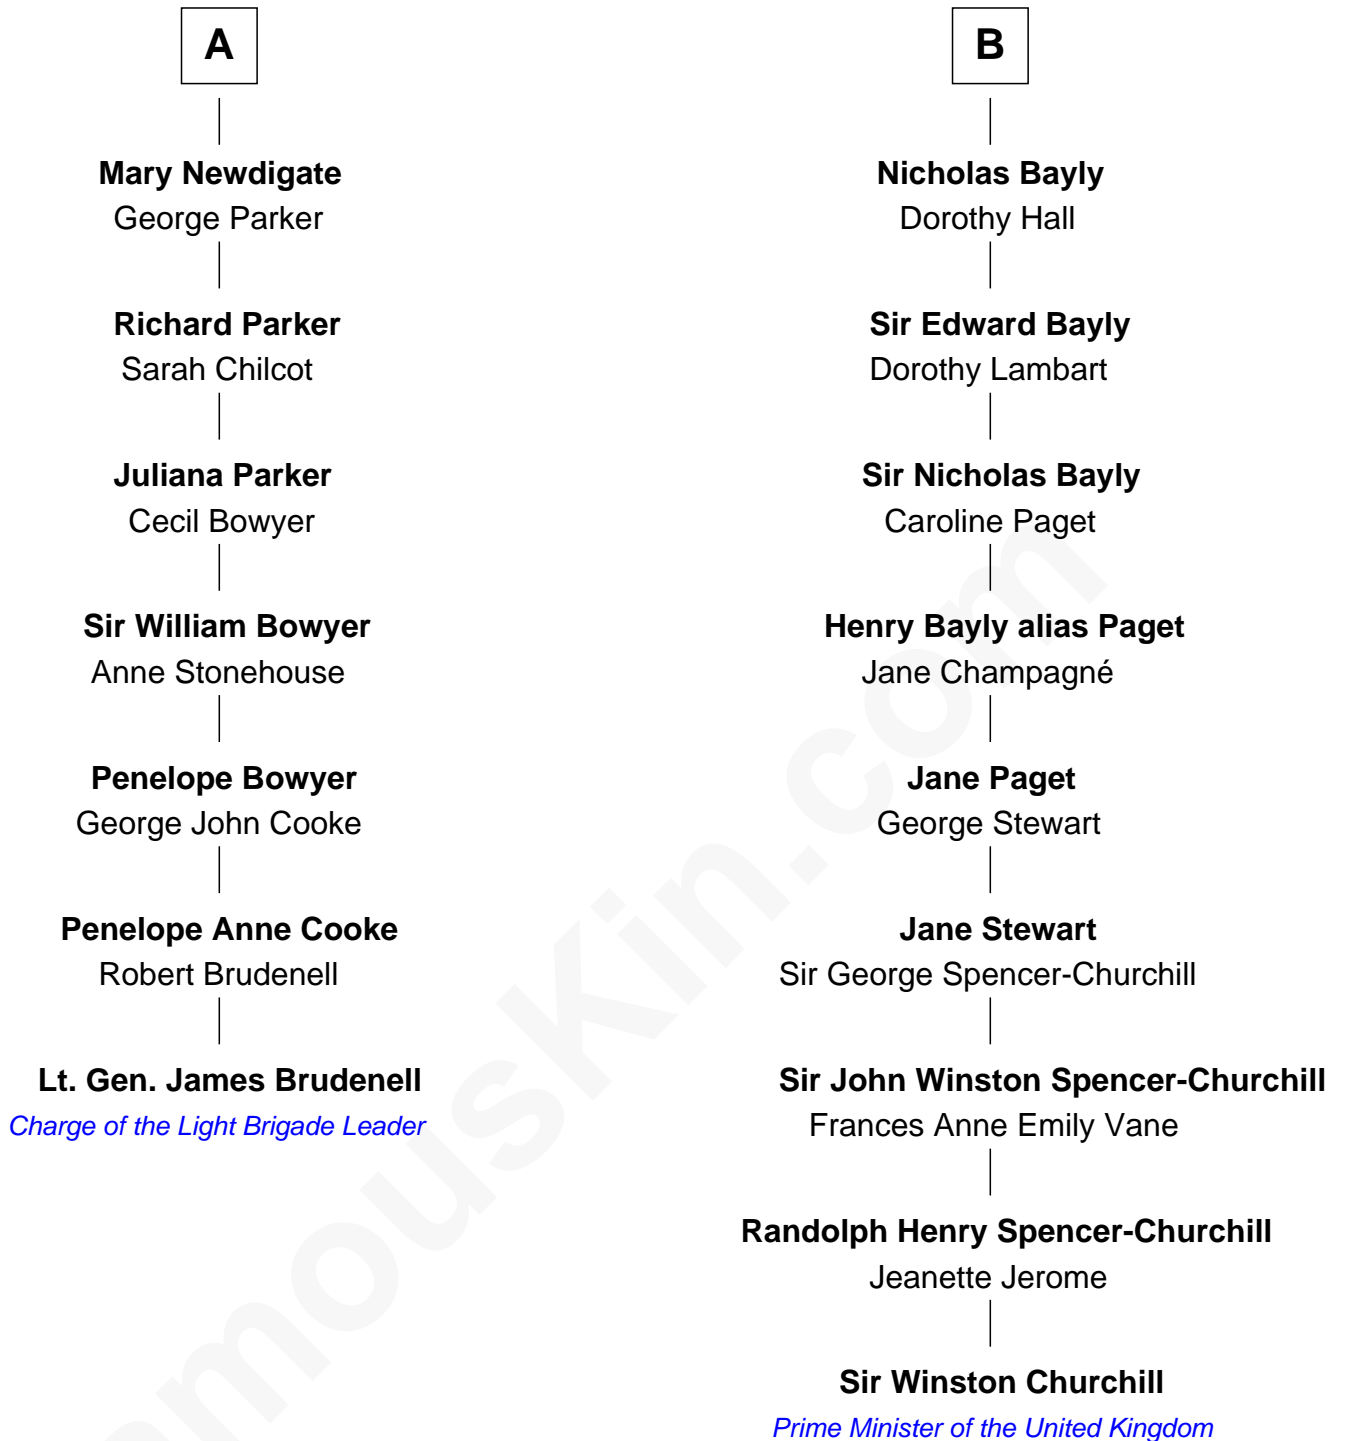 A
Mary Newdigate
George Parker
Richard Parker
Sarah Chilcot
Juliana Parker
Cecil Bowyer
Sir William Bowyer
Anne Stonehouse
Penelope Bowyer
George John Cooke
Penelope Anne Cooke
Robert Brudenell
Lt. Gen. James Brudenell
Charge of the Light Brigade Leader
B
Nicholas Bayly
Dorothy Hall
Sir Edward Bayly
Dorothy Lambart
Sir Nicholas Bayly
Caroline Paget
Henry Bayly alias Paget
Jane Champagné
Jane Paget
George Stewart
Jane Stewart
Sir George Spencer-Churchill
Sir John Winston Spencer-Churchill
Frances Anne Emily Vane
Randolph Henry Spencer-Churchill
Jeanette Jerome
Sir Winston Churchill
Prime Minister of the United Kingdom
amousKin.com